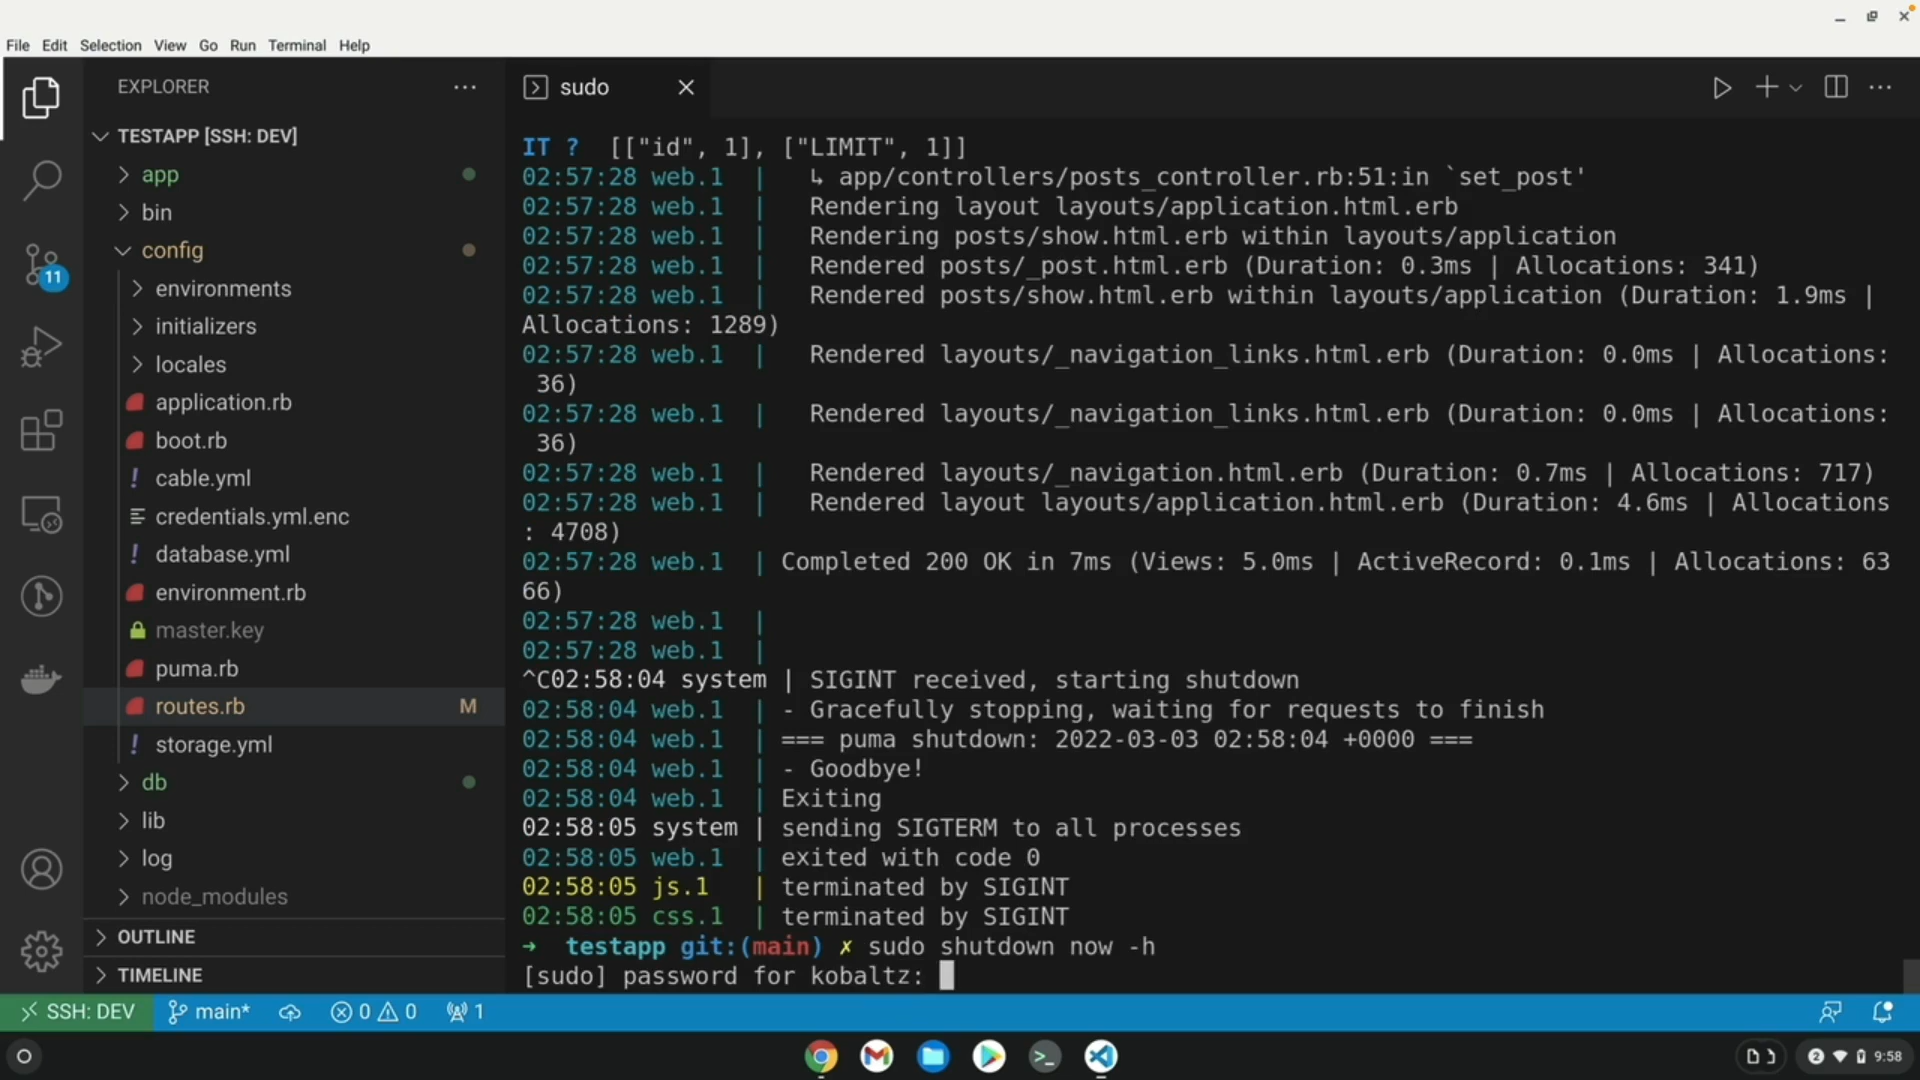 File Edit Selection View Go Run Terminal Help
EXPLORER
TESTAPP [SSH: DEV]
app
bin
config
environments
initializers
locales
application.rb
boot.rb
! cable.yml
credentials.yml.enc
! database.yml
environment.rb
master.key
puma.rb
routes.rb M
! storage.yml
db
lib
log
node_modules
OUTLINE
TIMELINE
11
sudo
IT ?  [["id", 1], ["LIMIT", 1]]
02:57:28 web.1  |   ↳ app/controllers/posts_controller.rb:51:in `set_post'
02:57:28 web.1  |   Rendering layout layouts/application.html.erb
02:57:28 web.1  |   Rendering posts/show.html.erb within layouts/application
02:57:28 web.1  |   Rendered posts/_post.html.erb (Duration: 0.3ms | Allocations: 341)
02:57:28 web.1  |   Rendered posts/show.html.erb within layouts/application (Duration: 1.9ms |
Allocations: 1289)
02:57:28 web.1  |   Rendered layouts/_navigation_links.html.erb (Duration: 0.0ms | Allocations:
36)
02:57:28 web.1  |   Rendered layouts/_navigation_links.html.erb (Duration: 0.0ms | Allocations:
36)
02:57:28 web.1  |   Rendered layouts/_navigation.html.erb (Duration: 0.7ms | Allocations: 717)
02:57:28 web.1  |   Rendered layout layouts/application.html.erb (Duration: 4.6ms | Allocations
: 4708)
02:57:28 web.1  | Completed 200 OK in 7ms (Views: 5.0ms | ActiveRecord: 0.1ms | Allocations: 63
66)
02:57:28 web.1  |
02:57:28 web.1  |
^C02:58:04 system | SIGINT received, starting shutdown
02:58:04 web.1  | - Gracefully stopping, waiting for requests to finish
02:58:04 web.1  | === puma shutdown: 2022-03-03 02:58:04 +0000 ===
02:58:04 web.1  | - Goodbye!
02:58:04 web.1  | Exiting
02:58:05 system | sending SIGTERM to all processes
02:58:05 web.1  | exited with code 0
02:58:05 js.1   | terminated by SIGINT
02:58:05 css.1  | terminated by SIGINT
→  testapp git:(main) ✗ sudo shutdown now -h
[sudo] password for kobaltz:
SSH: DEV main* 0 0 1
2 9:58